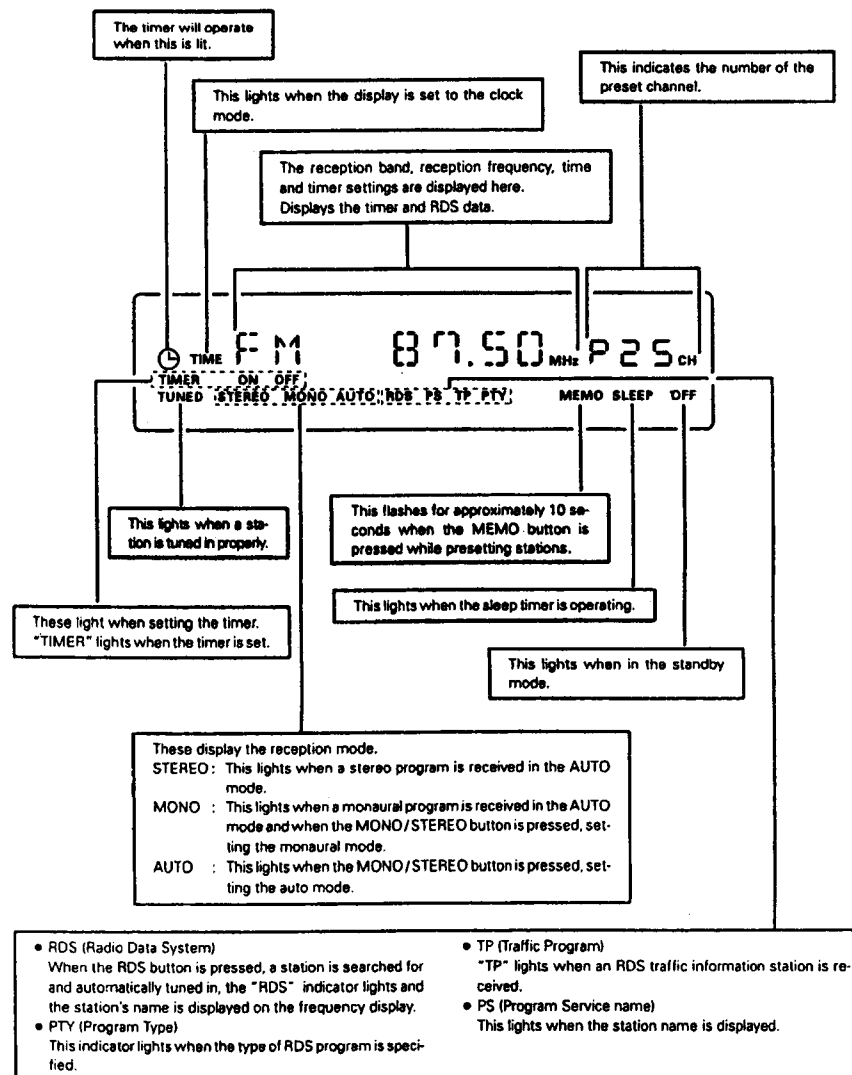 The timer will operate
when this is lit.
This indicates the number of the
preset channel.
This lights when the display is set to the clock
mode.
The reception band, reception frequency, time
and timer settings are displayed here.
Displays the timer and RDS data.
TIME FM 87.50 MHz P25 CH
TIMER ON OFF
TUNED STEREO MONO AUTO RDS PS TP PTY MEMO SLEEP OFF
This lights when a sta-
tion is tuned in properly.
This flashes for approximately 10 se-
conds when the MEMO button is
pressed while presetting stations.
This lights when the sleep timer is operating.
These light when setting the timer.
"TIMER" lights when the timer is set.
This lights when in the standby
mode.
These display the reception mode.
STEREO: This lights when a stereo program is received in the AUTO
mode.
MONO : This lights when a monaural program is received in the AUTO
mode and when the MONO/STEREO button is pressed, set-
ting the monaural mode.
AUTO : This lights when the MONO/STEREO button is pressed, set-
ting the auto mode.
• RDS (Radio Data System)
When the RDS button is pressed, a station is searched for
and automatically tuned in, the "RDS" indicator lights and
the station's name is displayed on the frequency display.
• PTY (Program Type)
This indicator lights when the type of RDS program is speci-
fied.
• TP (Traffic Program)
"TP" lights when an RDS traffic information station is re-
ceived.
• PS (Program Service name)
This lights when the station name is displayed.